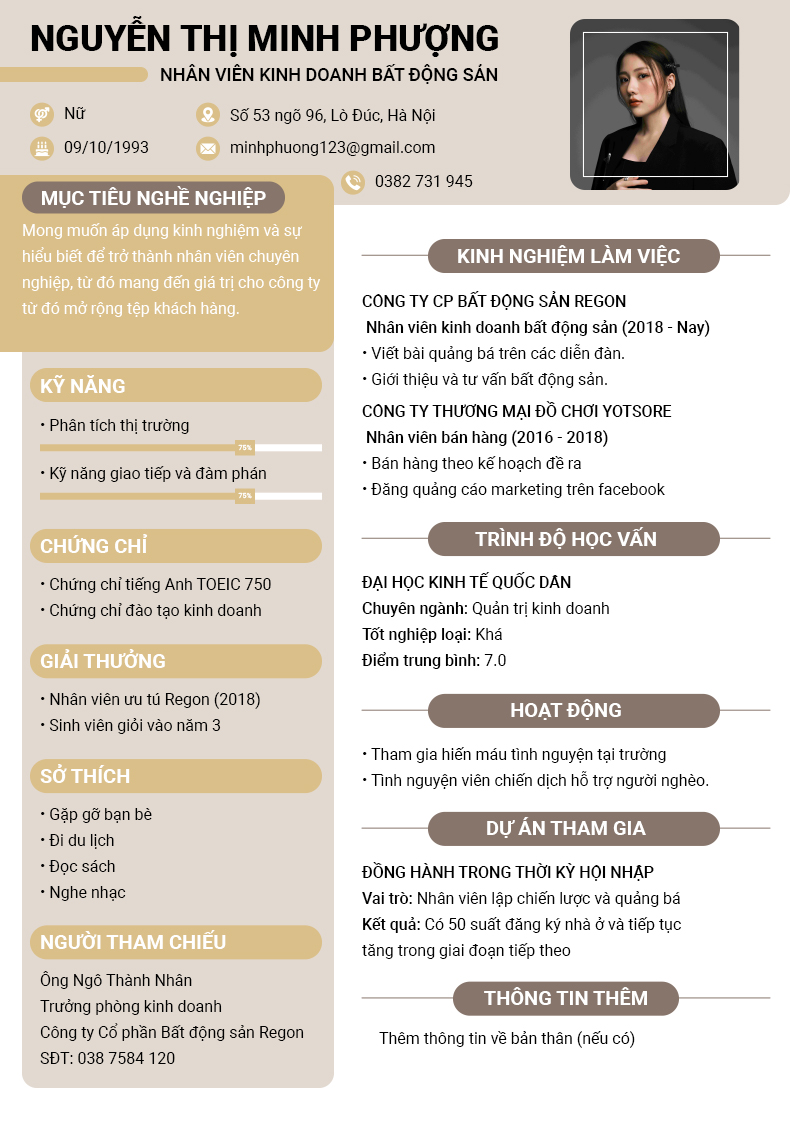 NGUYỄN THỊ MINH PHƯỢNG
NHÂN VIÊN KINH DOANH BẤT ĐỘNG SẢN
Nữ
Số 53 ngõ 96, Lò Đúc, Hà Nội
09/10/1993
minhphuong123@gmail.com
0382 731 945
MỤC TIÊU NGHỀ NGHIỆP
Mong muốn áp dụng kinh nghiệm và sự
hiểu biết để trở thành nhân viên chuyên
nghiệp, từ đó mang đến giá trị cho công ty
từ đó mở rộng tệp khách hàng.
KỸ NĂNG
• Phân tích thị trường
75%
• Kỹ năng giao tiếp và đàm phán
75%
CHỨNG CHỈ
• Chứng chỉ tiếng Anh TOEIC 750
• Chứng chỉ đào tạo kinh doanh
GIẢI THƯỞNG
• Nhân viên ưu tú Regon (2018)
• Sinh viên giỏi vào năm 3
SỞ THÍCH
• Gặp gỡ bạn bè
• Đi du lịch
• Đọc sách
• Nghe nhạc
NGƯỜI THAM CHIẾU
Ông Ngô Thành Nhân
Trưởng phòng kinh doanh
Công ty Cổ phần Bất động sản Regon
SĐT: 038 7584 120
KINH NGHIỆM LÀM VIỆC
CÔNG TY CP BẤT ĐỘNG SẢN REGON
Nhân viên kinh doanh bất động sản (2018 - Nay)
• Viết bài quảng bá trên các diễn đàn.
• Giới thiệu và tư vấn bất động sản.
CÔNG TY THƯƠNG MẠI ĐỒ CHƠI YOTSORE
Nhân viên bán hàng (2016 - 2018)
• Bán hàng theo kế hoạch đề ra
• Đăng quảng cáo marketing trên facebook
TRÌNH ĐỘ HỌC VẤN
ĐẠI HỌC KINH TẾ QUỐC DÂN
Chuyên ngành: Quản trị kinh doanh
Tốt nghiệp loại: Khá
Điểm trung bình: 7.0
HOẠT ĐỘNG
• Tham gia hiến máu tình nguyện tại trường
• Tình nguyện viên chiến dịch hỗ trợ người nghèo.
DỰ ÁN THAM GIA
ĐỒNG HÀNH TRONG THỜI KỲ HỘI NHẬP
Vai trò: Nhân viên lập chiến lược và quảng bá
Kết quả: Có 50 suất đăng ký nhà ở và tiếp tục
tăng trong giai đoạn tiếp theo
THÔNG TIN THÊM
Thêm thông tin về bản thân (nếu có)